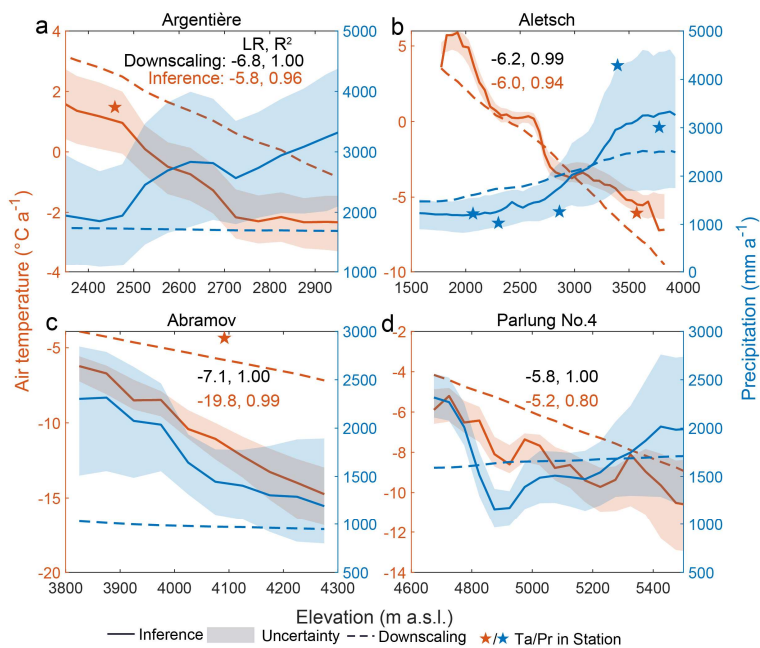 a
Argentière
LR, R²
Downscaling: -6.8, 1.00
Inference: -5.8, 0.96
4
2
0
-2
-4
5000
4000
3000
2000
1000
2400 2500 2600 2700 2800 2900
b
Aletsch
-6.2, 0.99
-6.0, 0.94
5
0
-5
-10
5000
4000
3000
2000
1000
0
1500 2000 2500 3000 3500 4000
c
Abramov
-7.1, 1.00
-19.8, 0.99
-5
-10
-15
-20
3000
2500
2000
1500
1000
500
3800 3900 4000 4100 4200 4300
d
Parlung No.4
-5.8, 1.00
-5.2, 0.80
-2
-4
-6
-8
-10
-12
-14
3000
2500
2000
1500
1000
500
4600 4800 5000 5200 5400
Air temperature (°C a⁻¹)
Precipitation (mm a⁻¹)
Elevation (m a.s.l.)
Inference Uncertainty Downscaling / Ta/Pr in Station